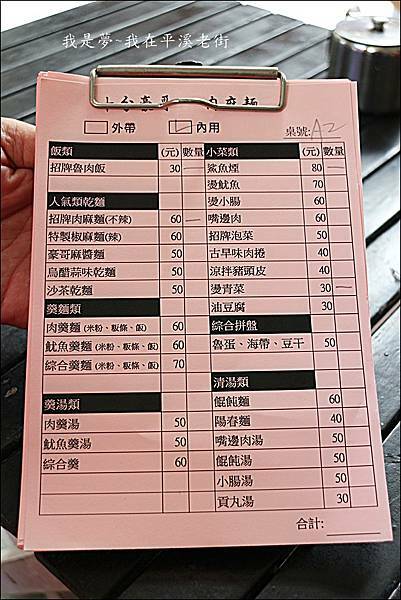 我是夢~我在平溪老街
肉麻麵
外帶 內用 桌號: A2
飯類 (元) 數量
招牌魯肉飯 30
人氣類乾麵
招牌肉麻麵(不辣) 60
特製椒麻麵(辣) 60
豪哥麻醬麵 50
烏醋蒜味乾麵 50
沙茶乾麵 50
羹麵類
肉羹麵 (米粉、粄條、飯) 60
魷魚羹麵 (米粉、粄條、飯) 60
綜合羹麵 (米粉、粄條、飯) 70
羹湯類
肉羹湯 50
魷魚羹湯 50
綜合羹 60
小菜類 (元) 數量
鯊魚煙 80
燙魷魚 70
燙小腸 60
嘴邊肉 60
招牌泡菜 50
古早味肉捲 40
涼拌豬頭皮 40
燙青菜 30
油豆腐 30
綜合拼盤
魯蛋、海帶、豆干 50
清湯類
餛飩麵 60
陽春麵 40
嘴邊肉湯 50
餛飩湯 50
小腸湯 50
貢丸湯 30
合計: